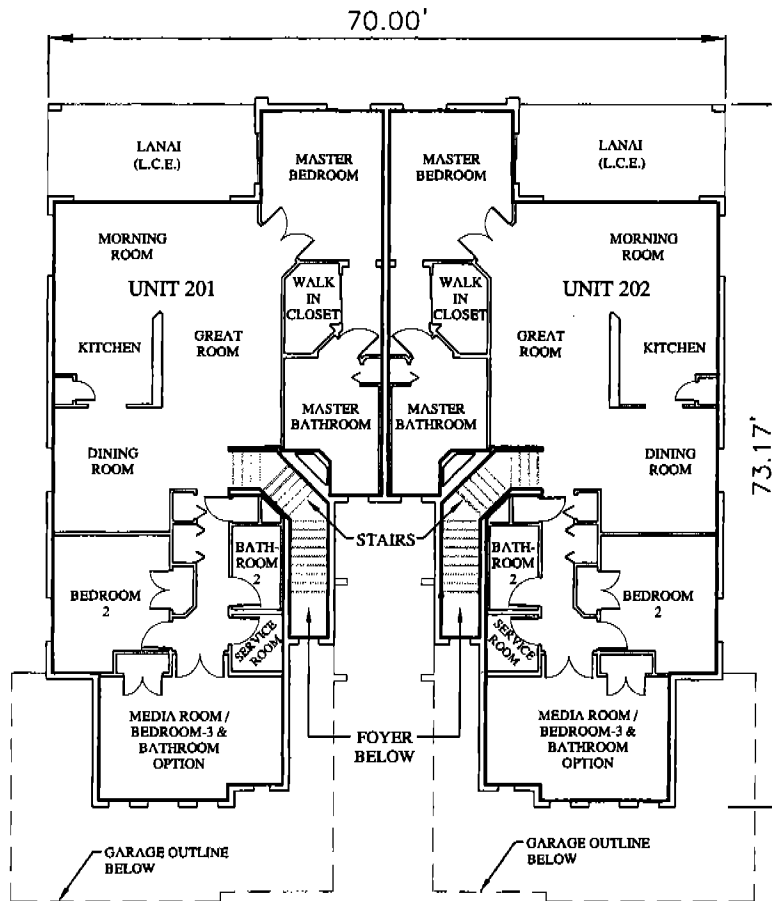 70.00'
LANAI
(L.C.E.)
MASTER
BEDROOM
MASTER
BEDROOM
LANAI
(L.C.E.)
MORNING
ROOM
MORNING
ROOM
UNIT 201
WALK
IN
CLOSET
WALK
IN
CLOSET
UNIT 202
KITCHEN
GREAT
ROOM
GREAT
ROOM
KITCHEN
MASTER
BATHROOM
MASTER
BATHROOM
DINING
ROOM
DINING
ROOM
73.17'
STAIRS
BATH-
ROOM
2
BATH-
ROOM
2
BEDROOM
2
BEDROOM
2
SERVICE
ROOM
SERVICE
ROOM
MEDIA ROOM /
BEDROOM-3 &
BATHROOM
OPTION
FOYER
BELOW
MEDIA ROOM /
BEDROOM-3 &
BATHROOM
OPTION
GARAGE OUTLINE
BELOW
GARAGE OUTLINE
BELOW